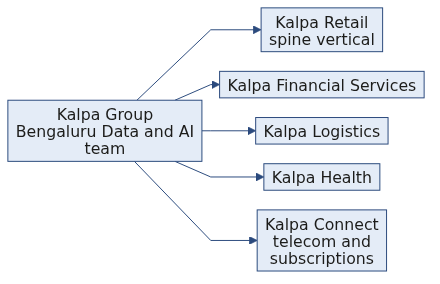 Kalpa Group
Bengaluru Data and AI
team
Kalpa Retail
spine vertical
Kalpa Financial Services
Kalpa Logistics
Kalpa Health
Kalpa Connect
telecom and
subscriptions